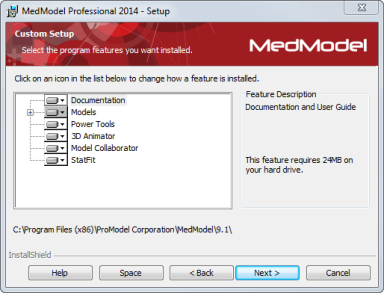 MedModel Professional 2014 - Setup
Custom Setup
Select the program features you want installed.
MedModel
Click on an icon in the list below to change how a feature is installed.
Documentation
Models
Power Tools
3D Animator
Model Collaborator
StatFit
Feature Description
Documentation and User Guide
This feature requires 24MB on
your hard drive.
C:\Program Files (x86)\ProModel Corporation\MedModel\9.1\
InstallShield
Help
Space
< Back
Next >
Cancel